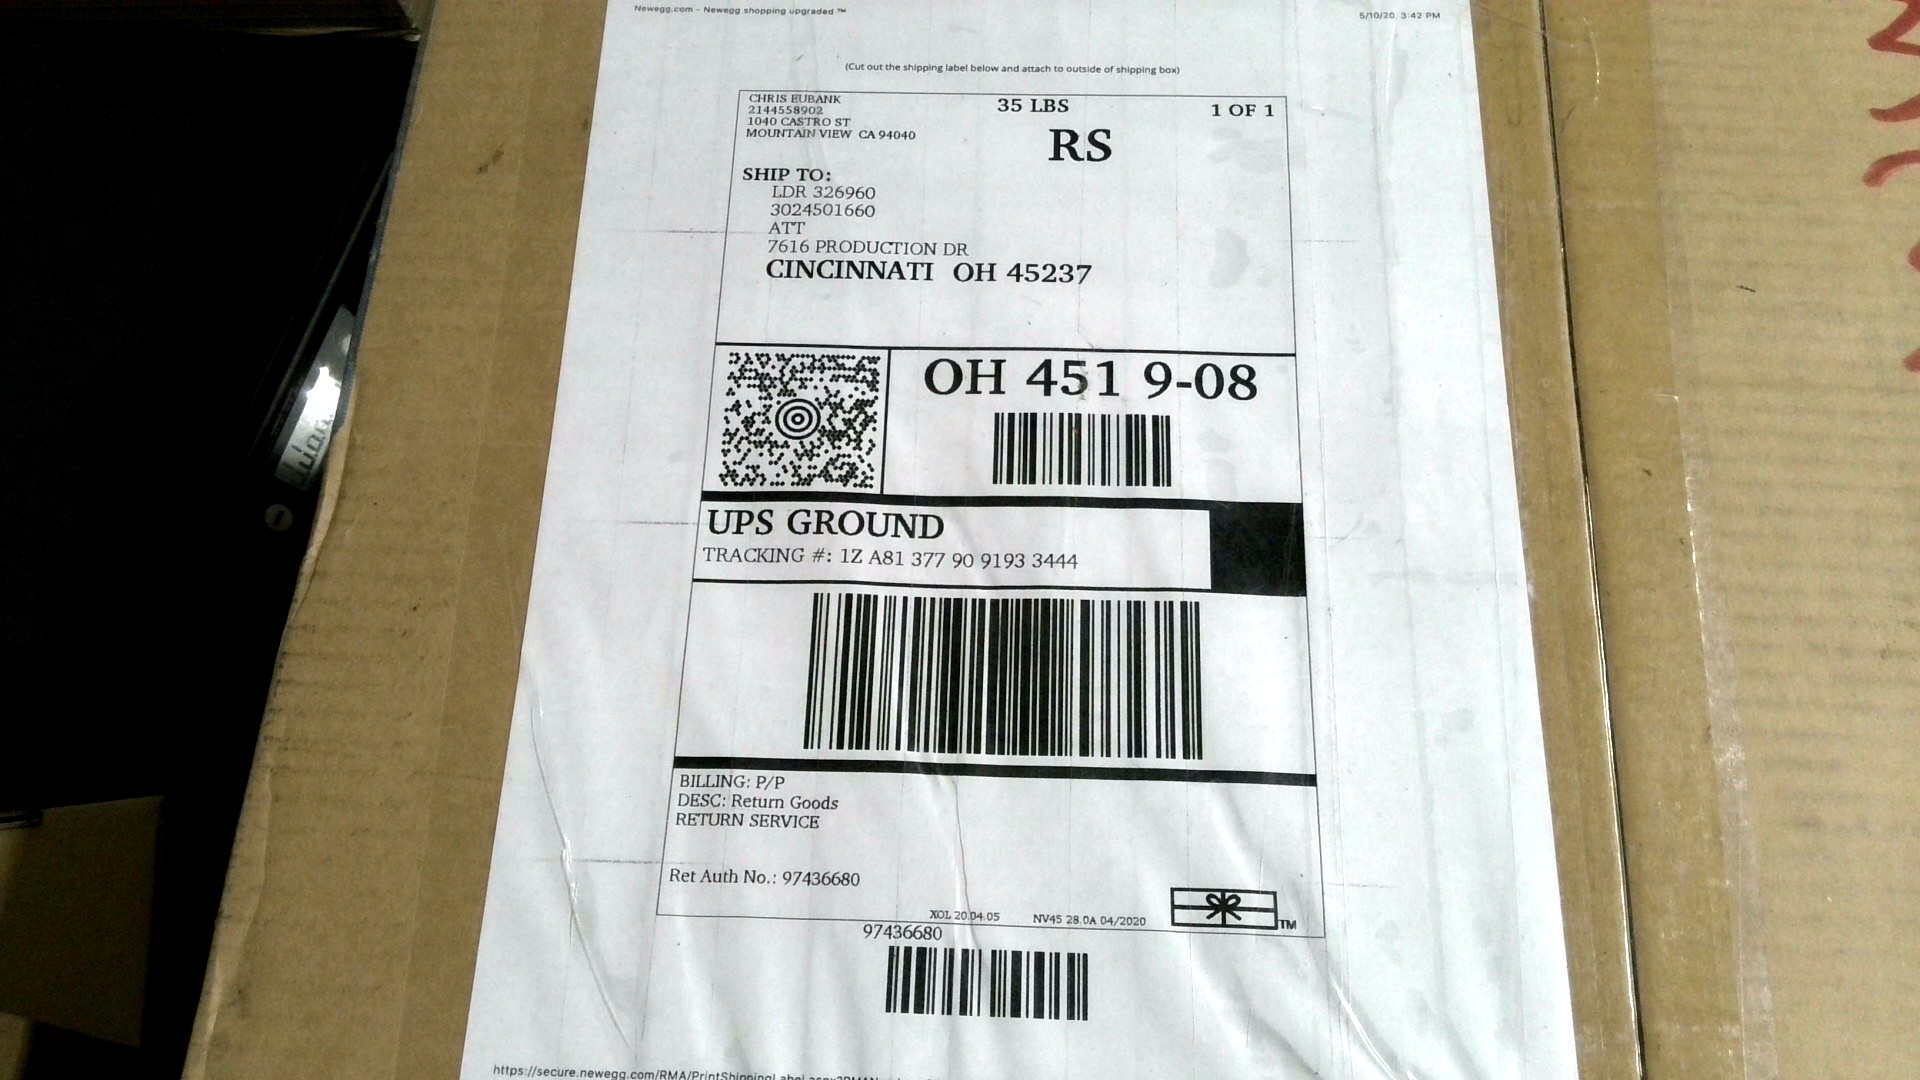 Newegg.com - Newegg shopping upgraded ™
5/10/20, 3:42 PM
(Cut out the shipping label below and attach to outside of shipping box)
CHRIS EUBANK
2144558902
1040 CASTRO ST
MOUNTAIN VIEW CA 94040
35 LBS
1 OF 1
RS
SHIP TO:
LDR 326960
3024501660
ATT
7616 PRODUCTION DR
CINCINNATI OH 45237
OH 451 9-08
UPS GROUND
TRACKING #: 1Z A81 377 90 9193 3444
BILLING: P/P
DESC: Return Goods
RETURN SERVICE
Ret Auth No.: 97436680
XOL 20.04.05
NV45 28.0A 04/2020
TM
97436680